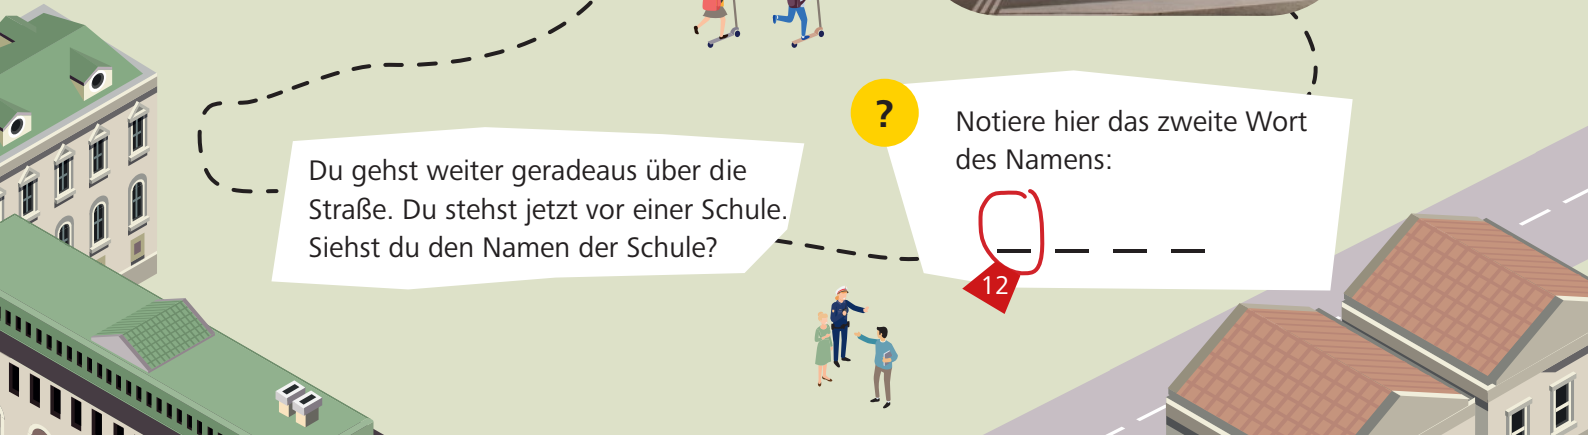 Du gehst weiter geradeaus über die
Straße. Du stehst jetzt vor einer Schule.
Siehst du den Namen der Schule?
?
Notiere hier das zweite Wort
des Namens:
_ _ _ _
12